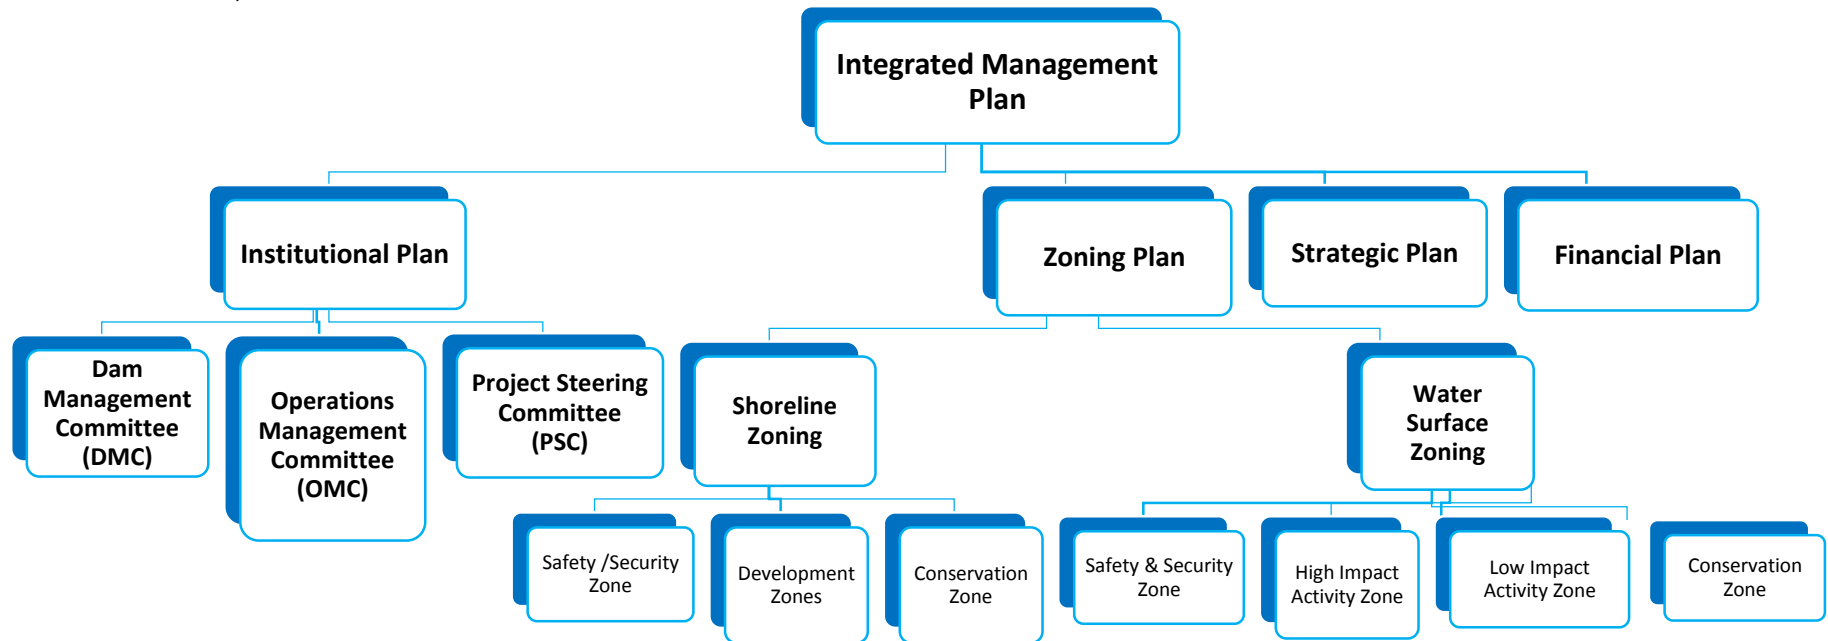 Integrated Management
Plan
Institutional Plan
Zoning Plan
Strategic Plan
Financial Plan
Dam
Management
Committee
(DMC)
Operations
Management
Committee
(OMC)
Project Steering
Committee
(PSC)
Shoreline
Zoning
Water
Surface
Zoning
Safety /Security
Zone
Development
Zones
Conservation
Zone
Safety & Security
Zone
High Impact
Activity Zone
Low Impact
Activity Zone
Conservation
Zone